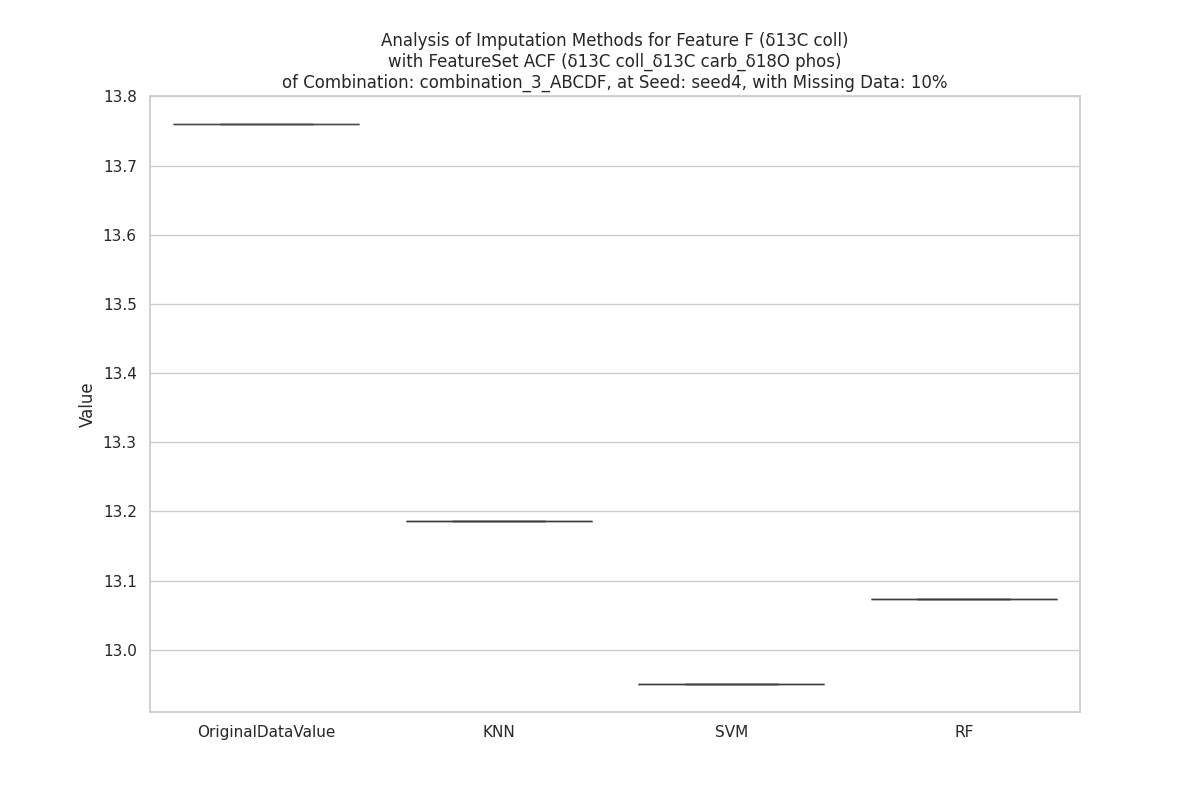 Analysis of Imputation Methods for Feature F (δ13C coll)
with FeatureSet ACF (δ13C coll_δ13C carb_δ18O phos)
of Combination: combination_3_ABCDF, at Seed: seed4, with Missing Data: 10%
13.8
13.7
13.6
13.5
13.4
13.3
13.2
13.1
13.0
Value
OriginalDataValue KNN SVM RF